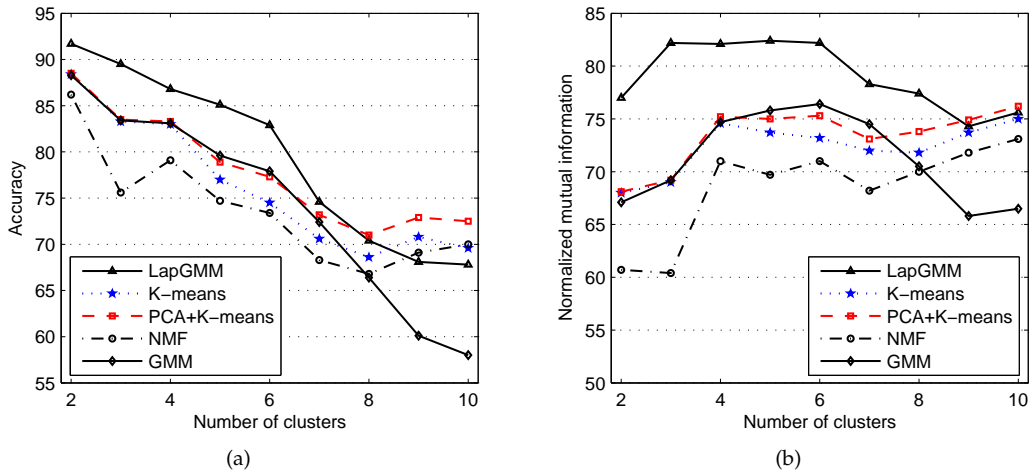 95
90
85
80
75
70
65
60
55
Accuracy
2
4
6
8
10
Number of clusters
LapGMM
K−means
PCA+K−means
NMF
GMM
(a)
90
85
80
75
70
65
60
55
50
Normalized mutual information
2
4
6
8
10
Number of clusters
LapGMM
K−means
PCA+K−means
NMF
GMM
(b)